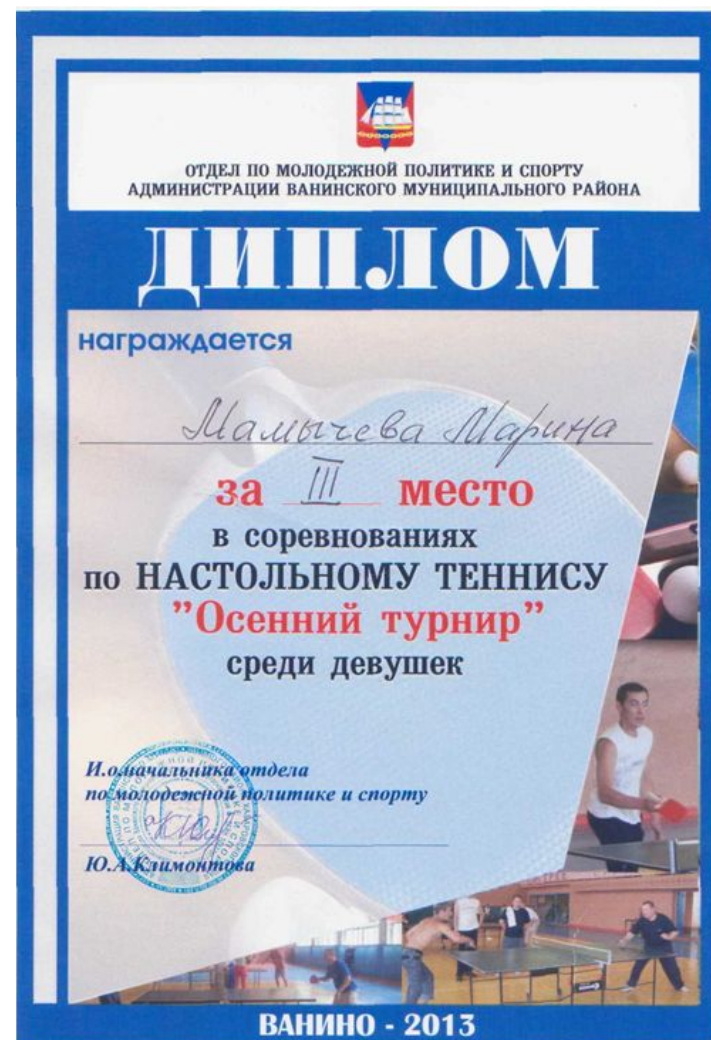 ОТДЕЛ ПО МОЛОДЕЖНОЙ ПОЛИТИКЕ И СПОРТУ
АДМИНИСТРАЦИИ ВАНИНСКОГО МУНИЦИПАЛЬНОГО РАЙОНА
ДИПЛОМ
награждается
Мамычева Марина
за III место
в соревнованиях
по НАСТОЛЬНОМУ ТЕННИСУ
"Осенний турнир"
среди девушек
И.о.начальника отдела
по молодежной политике и спорту
Ю.А.Климонтова
ВАНИНО - 2013